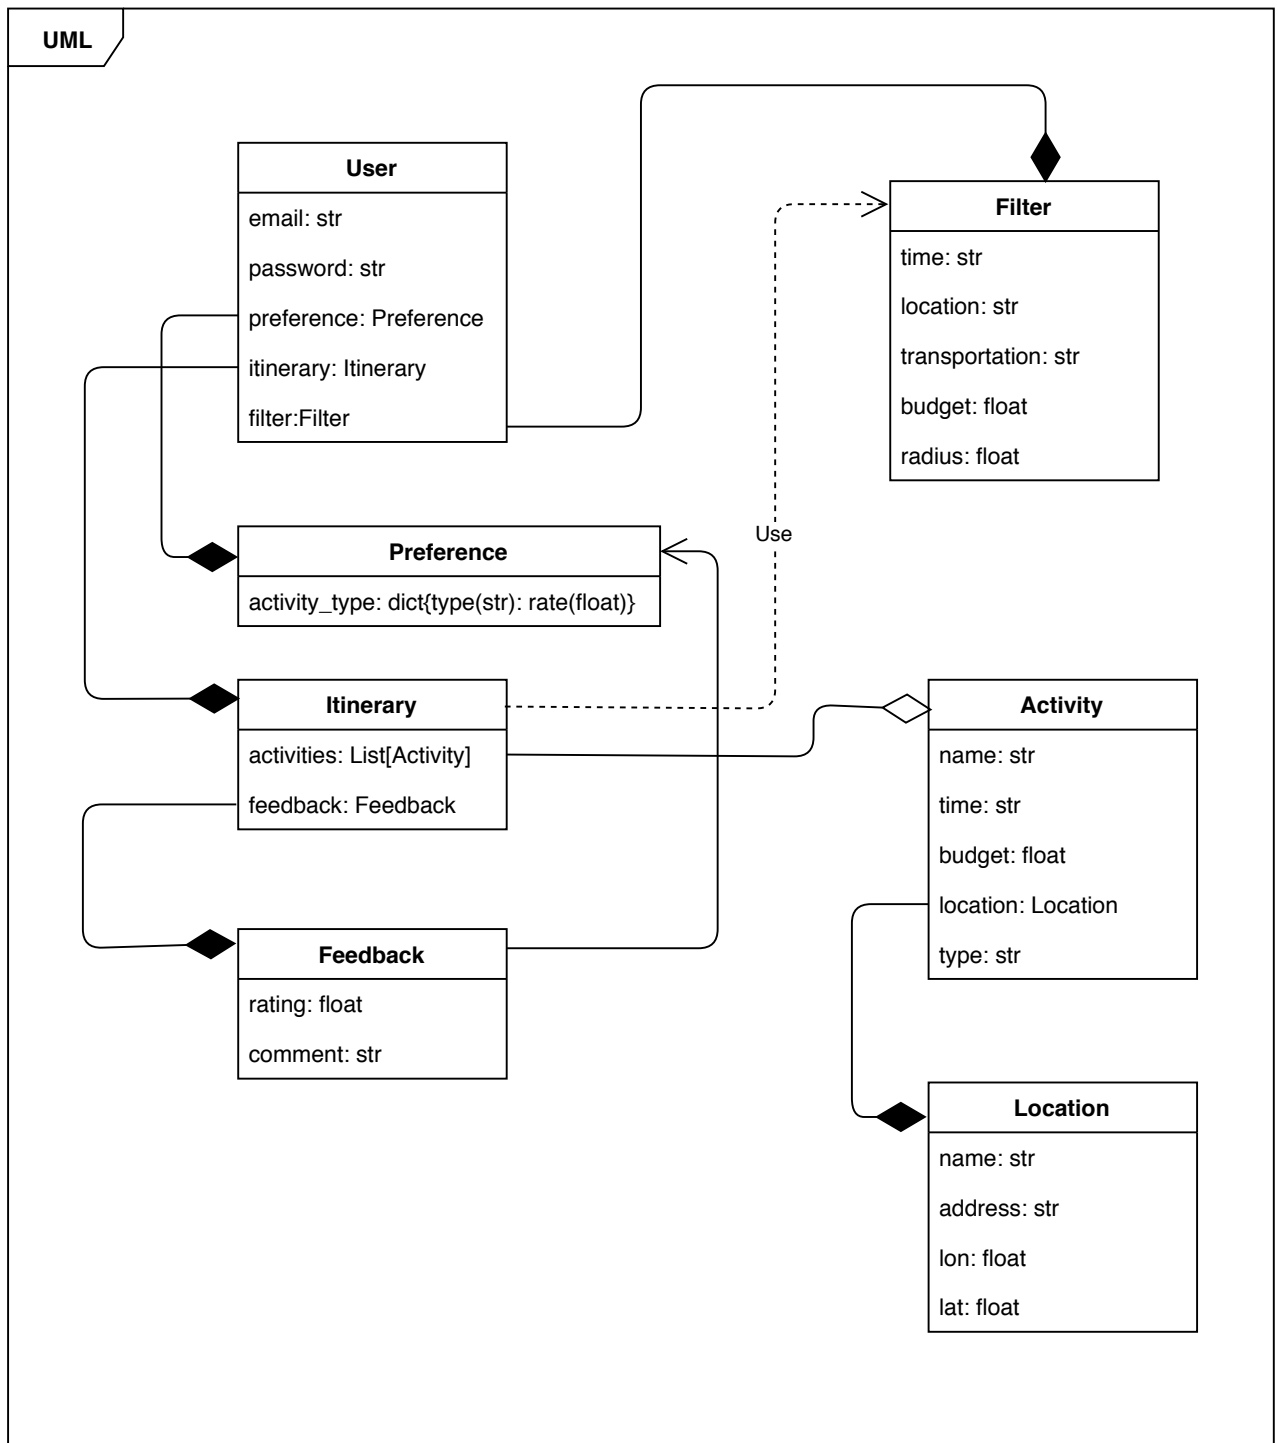 UML
User
email: str
password: str
preference: Preference
itinerary: Itinerary
filter:Filter
Filter
time: str
location: str
transportation: str
budget: float
radius: float
Use
Preference
activity_type: dict{type(str): rate(float)}
Itinerary
activities: List[Activity]
feedback: Feedback
Activity
name: str
time: str
budget: float
location: Location
type: str
Feedback
rating: float
comment: str
Location
name: str
address: str
lon: float
lat: float